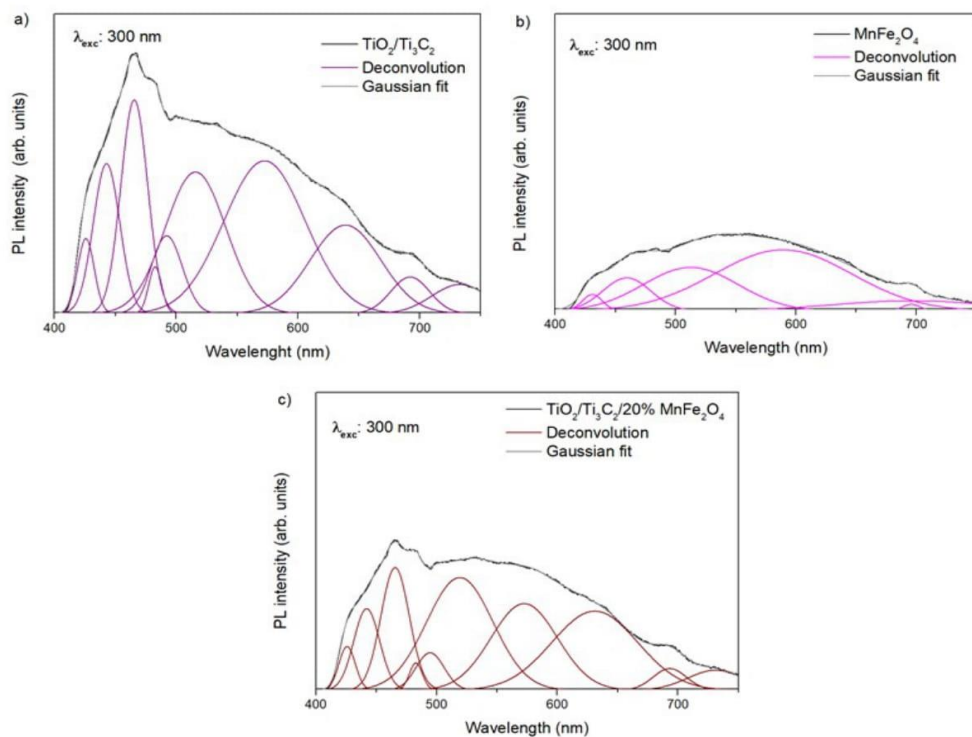 a)
λexc: 300 nm
TiO2/Ti3C2
Deconvolution
Gaussian fit
PL intensity (arb. units)
400 500 600 700
Wavelenght (nm)
b)
λexc: 300 nm
MnFe2O4
Deconvolution
Gaussian fit
PL intensity (arb. units)
400 500 600 700
Wavelength (nm)
c)
λexc: 300 nm
TiO2/Ti3C2/20% MnFe2O4
Deconvolution
Gaussian fit
PL intensity (arb. units)
400 500 600 700
Wavelength (nm)